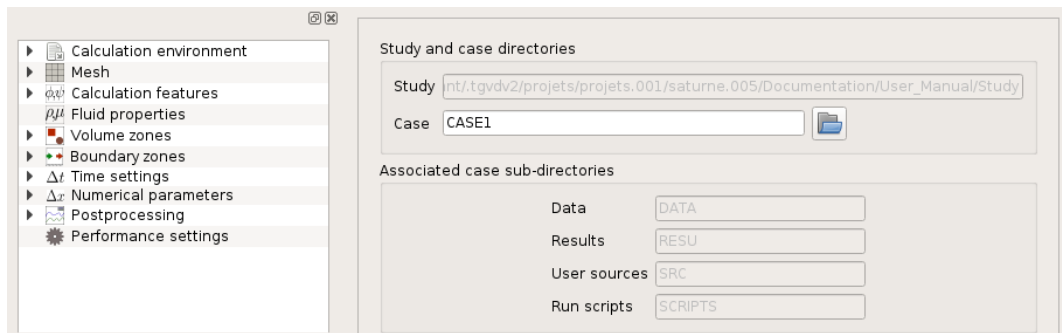 Calculation environment
Mesh
Calculation features
Fluid properties
Volume zones
Boundary zones
Δt Time settings
Δx Numerical parameters
Postprocessing
Performance settings
Study and case directories
Study nt/.tgvdv2/projets/projets.001/saturne.005/Documentation/User_Manual/Study
Case CASE1
Associated case sub-directories
Data DATA
Results RESU
User sources SRC
Run scripts SCRIPTS